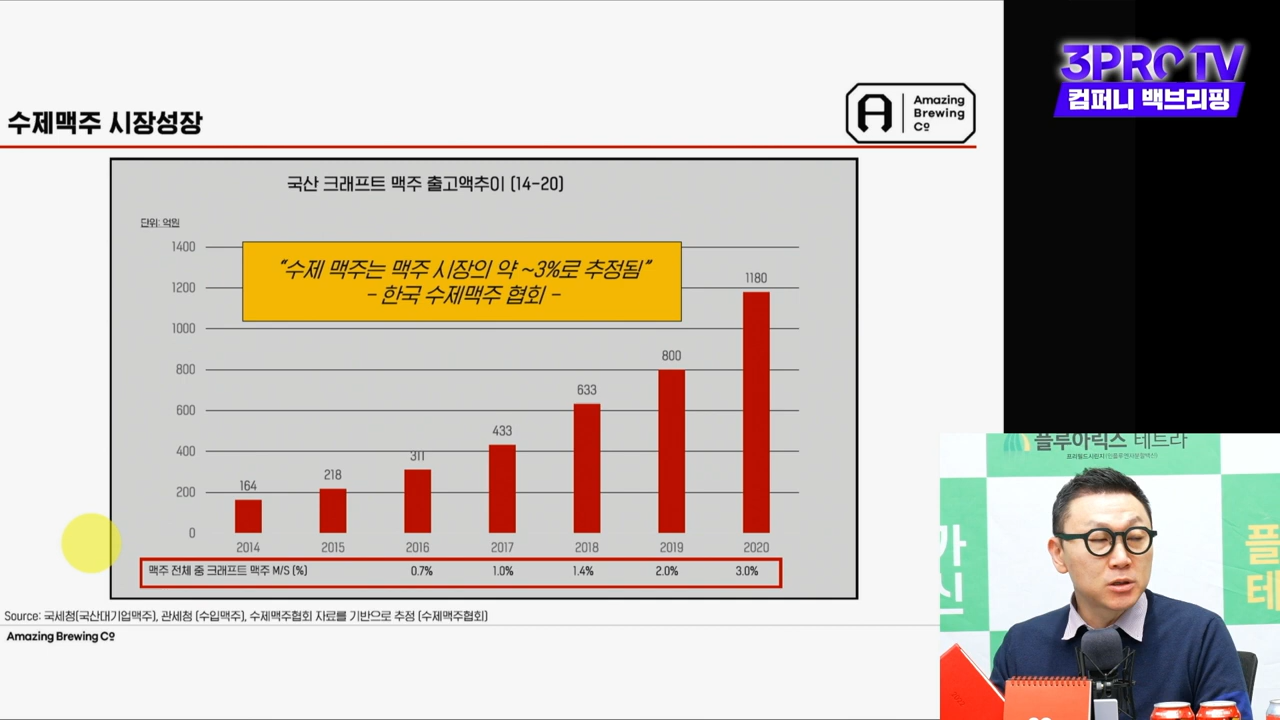 3PRO TV
컴퍼니 백브리핑
수제맥주 시장성장
Amazing
Brewing
Cº
국산 크래프트 맥주 출고액추이 (14-20)
단위: 억원
1400
1200
1000
800
600
400
200
0
“수제 맥주는 맥주 시장의 약 ~3%로 추정됨”
- 한국 수제맥주 협회 -
164
218
311
433
633
800
1180
2014 2015 2016 2017 2018 2019 2020
맥주 전체 중 크래프트 맥주 M/S (%) 0.7% 1.0% 1.4% 2.0% 3.0%
Source: 국세청(국산대기업맥주), 관세청 (수입맥주), 수제맥주협회 자료를 기반으로 추정 (수제맥주협회)
Amazing Brewing Cº
플루아릭스 테트라
가
신
플
테